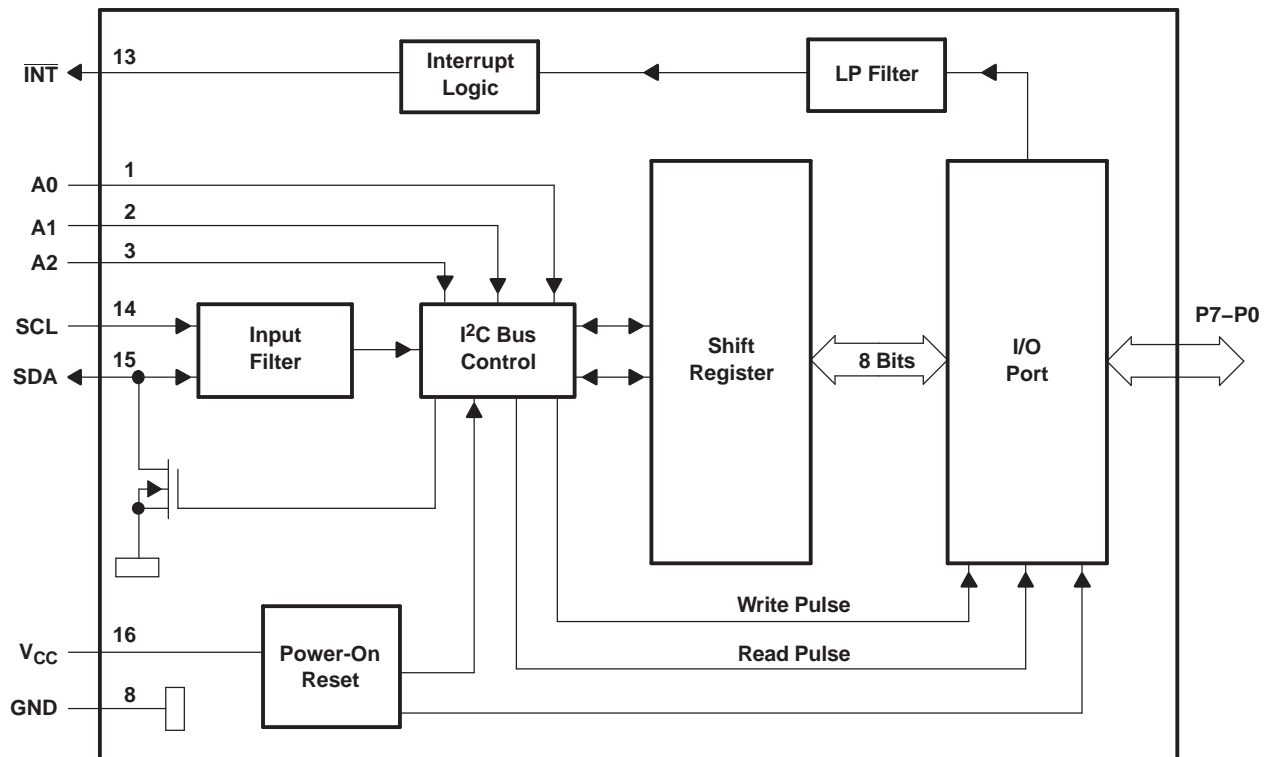 INT
13
Interrupt
Logic
LP Filter
A0
1
A1
2
A2
3
SCL
14
SDA
15
Input
Filter
I²C Bus
Control
Shift
Register
8 Bits
I/O
Port
P7–P0
Write Pulse
Read Pulse
VCC
16
Power-On
Reset
GND
8